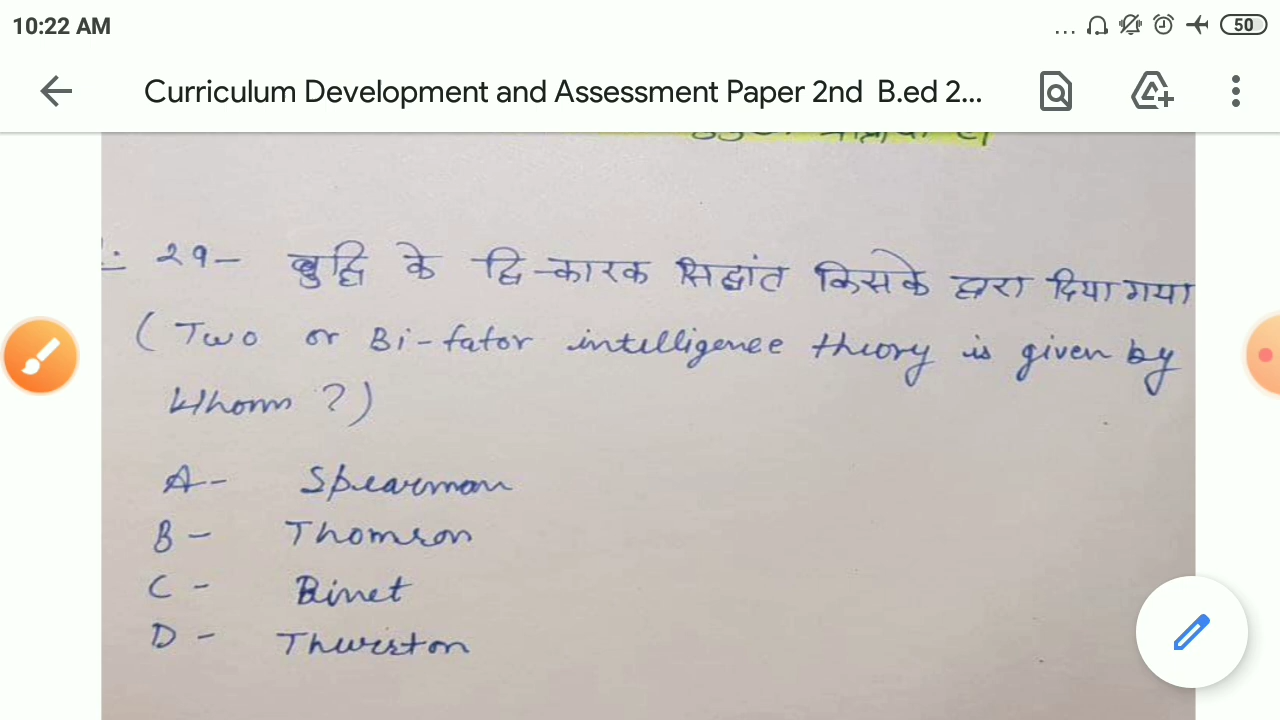 10:22 AM
... 50
Curriculum Development and Assessment Paper 2nd B.ed 2...
29- बुद्धि के द्वि-कारक सिद्धांत किसके द्वारा दिया गया
(Two or Bi-fator intelligence theory is given by
Whom ?)
A- Spearman
B- Thomson
C- Binet
D- Thurston